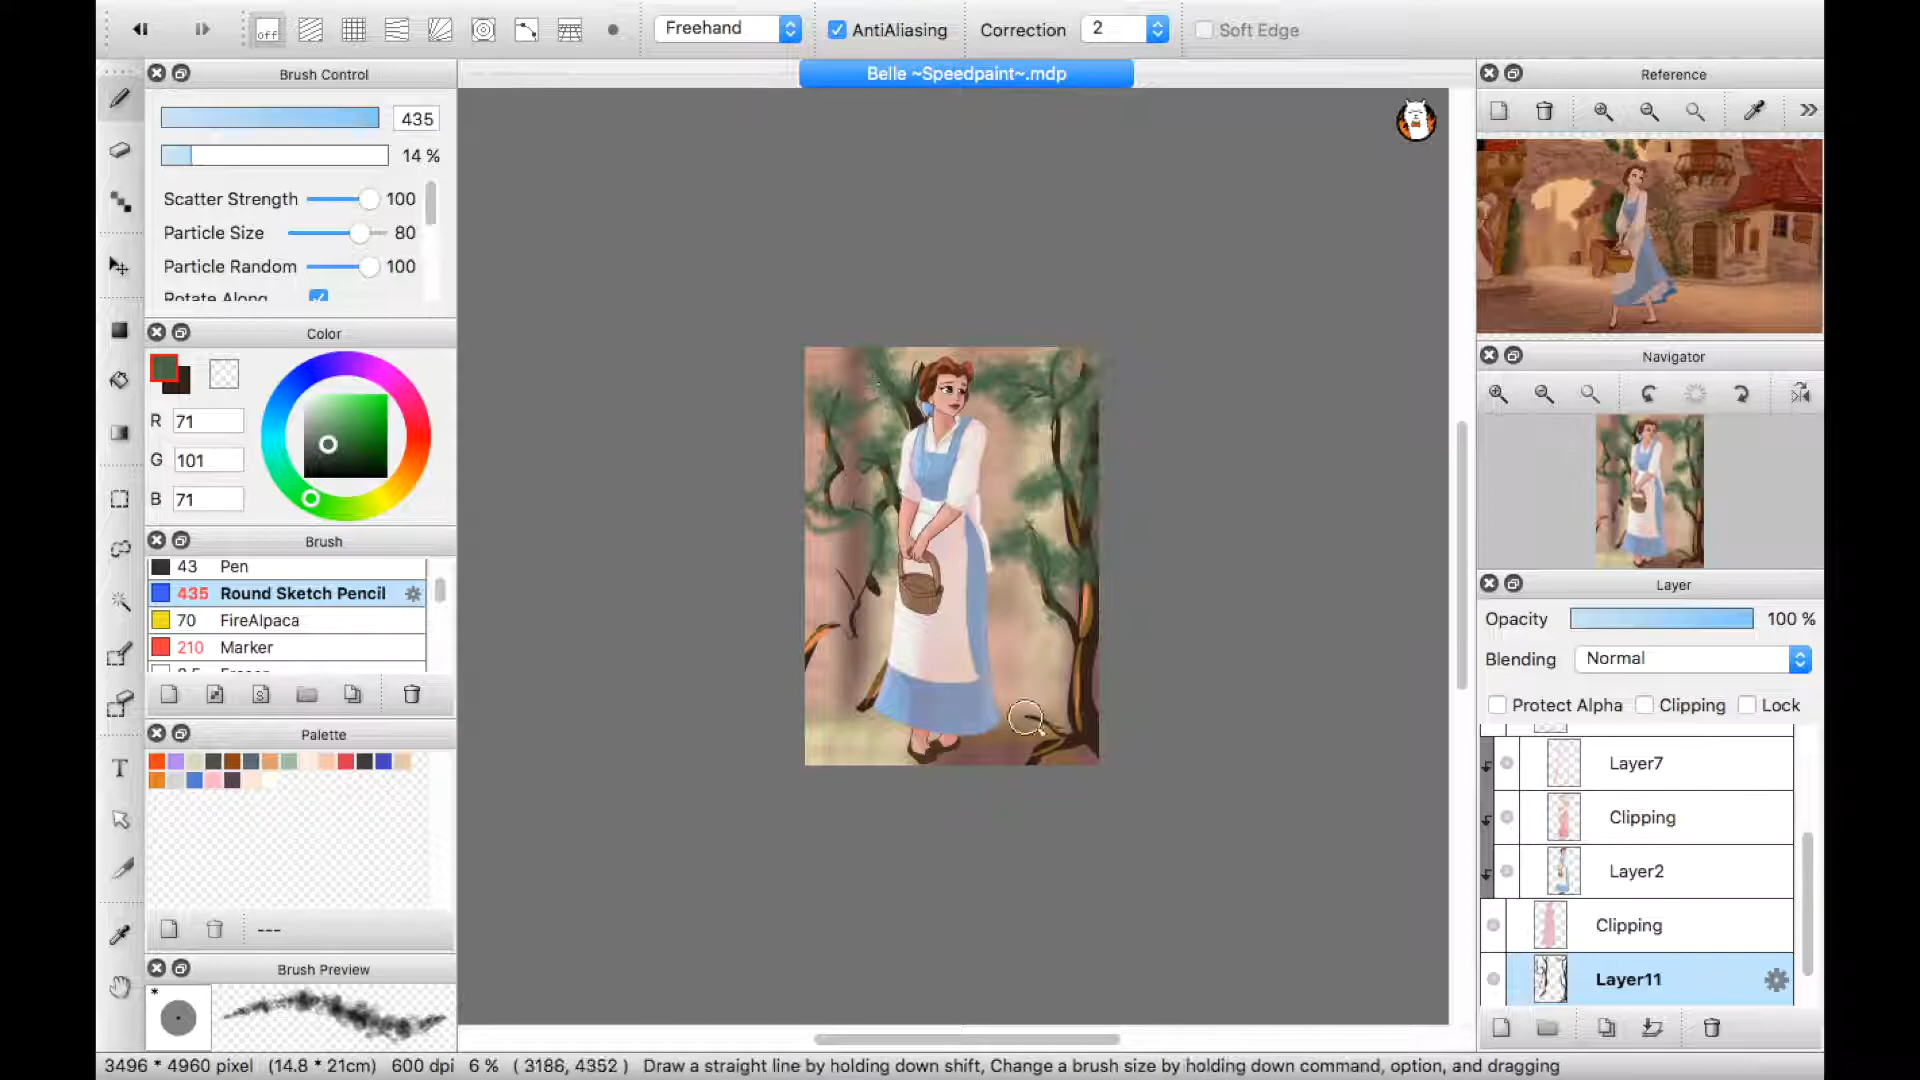 off
Freehand
AntiAliasing
Correction
2
Soft Edge
Brush Control
Belle ~Speedpaint~.mdp
Reference
435
14 %
Scatter Strength
100
Particle Size
80
Particle Random
100
Rotate Along
Color
R
71
G
101
B
71
Brush
43 Pen
435 Round Sketch Pencil
70 FireAlpaca
210 Marker
S
Palette
T
---
Brush Preview
*
Navigator
Layer
Opacity
100 %
Blending
Normal
Protect Alpha
Clipping
Lock
Layer7
Clipping
Layer2
Clipping
Layer11
3496 * 4960 pixel (14.8 * 21cm) 600 dpi 6 % ( 3186, 4352 ) Draw a straight line by holding down shift, Change a brush size by holding down command, option, and dragging